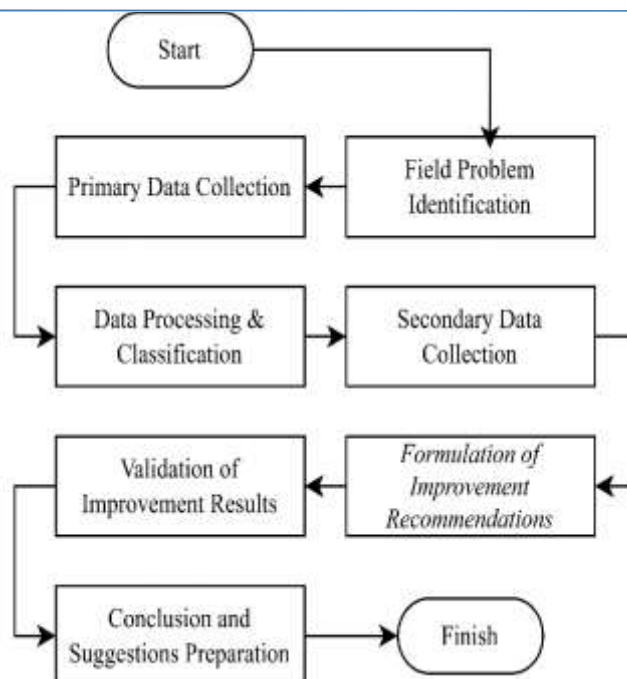 Start
Field Problem
Identification
Primary Data Collection
Data Processing &
Classification
Secondary Data
Collection
Formulation of
Improvement
Recommendations
Validation of
Improvement Results
Conclusion and
Suggestions Preparation
Finish